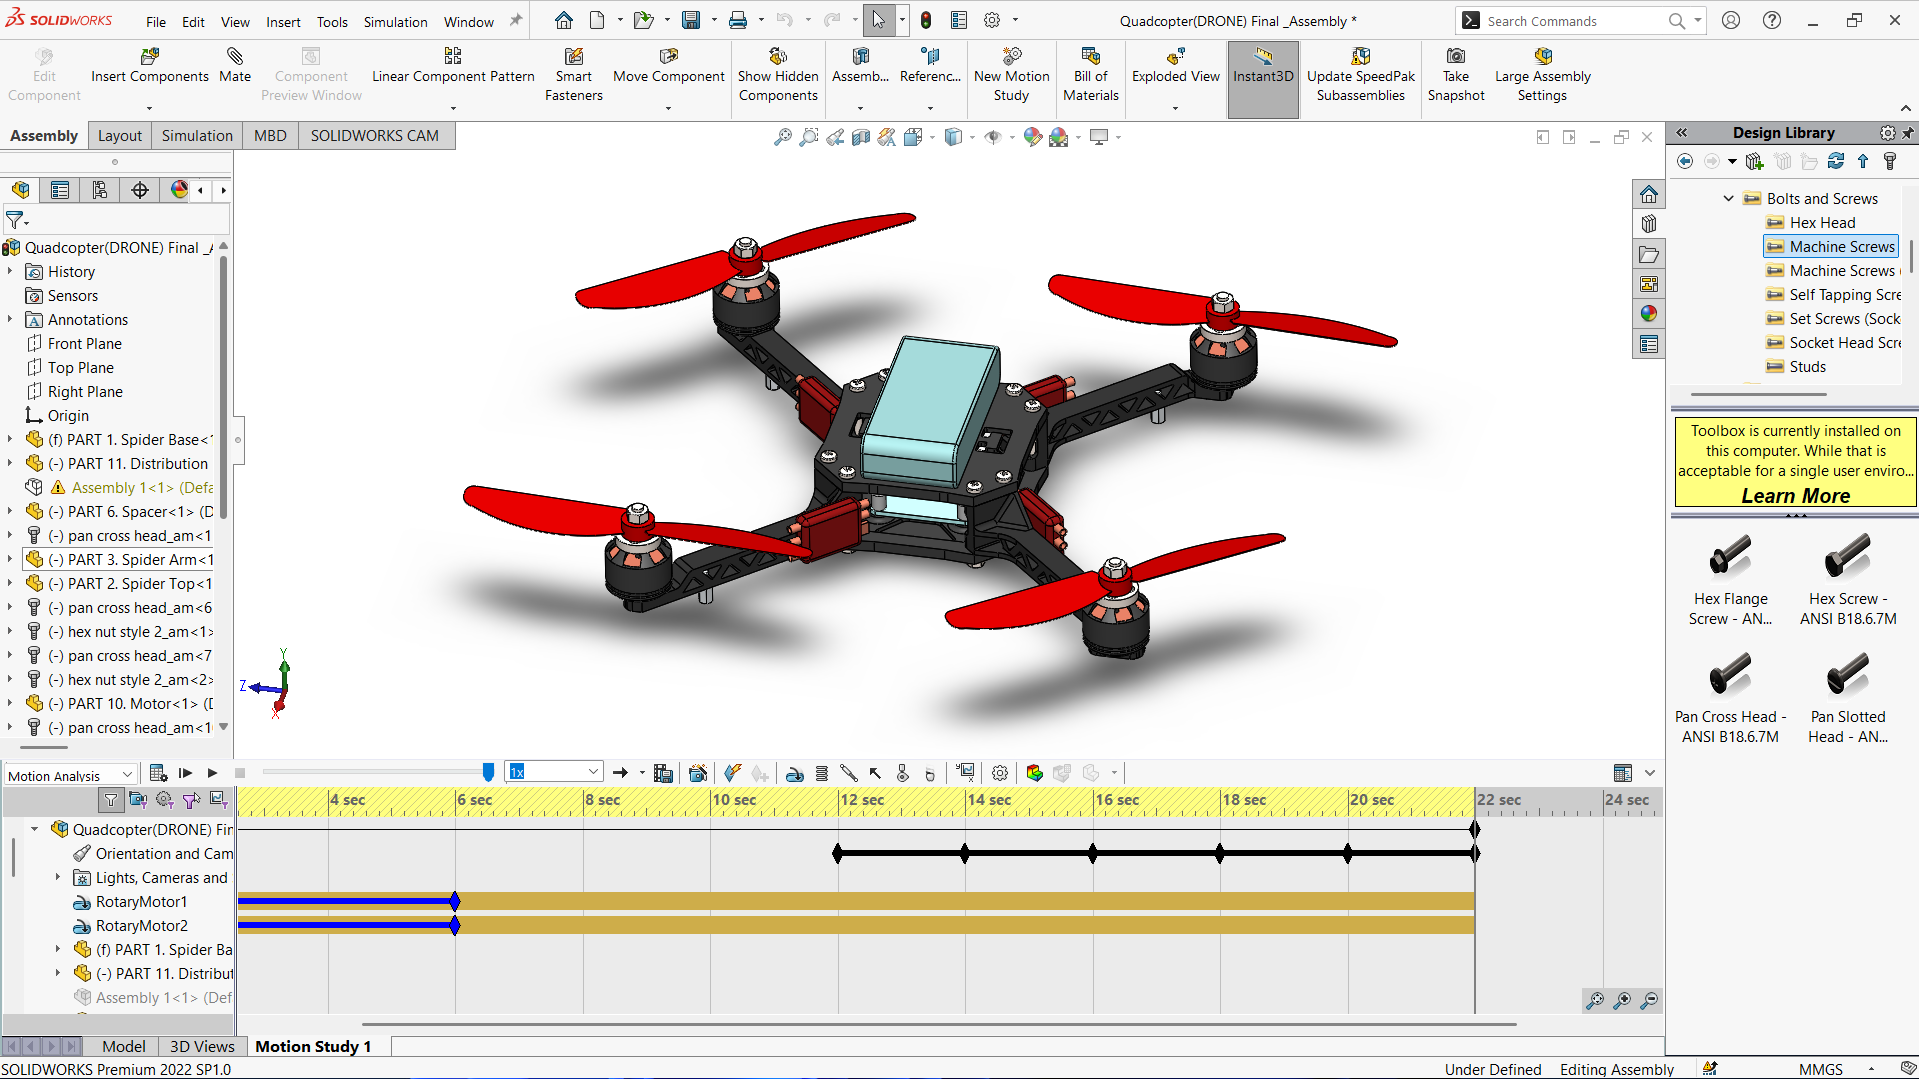 SOLIDWORKS File Edit View Insert Tools Simulation Window Quadcopter(DRONE) Final _Assembly * Search Commands
Edit Component
Insert Components
Mate
Component Preview Window
Linear Component Pattern
Smart Fasteners
Move Component
Show Hidden Components
Assemb...
Referenc...
New Motion Study
Bill of Materials
Exploded View
Instant3D
Update SpeedPak Subassemblies
Take Snapshot
Large Assembly Settings
Assembly Layout Simulation MBD SOLIDWORKS CAM
Quadcopter(DRONE) Final _A
History
Sensors
Annotations
Front Plane
Top Plane
Right Plane
Origin
(f) PART 1. Spider Base<1
(-) PART 11. Distribution
Assembly 1<1> (Defa
(-) PART 6. Spacer<1> (D
(-) pan cross head_am<1
(-) PART 3. Spider Arm<1
(-) PART 2. Spider Top<1
(-) pan cross head_am<6
(-) hex nut style 2_am<1>
(-) pan cross head_am<7
(-) hex nut style 2_am<2>
(-) PART 10. Motor<1> (D
(-) pan cross head_am<1
Y
Z
X
Design Library
Bolts and Screws
Hex Head
Machine Screws
Machine Screws (
Self Tapping Scre
Set Screws (Sock
Socket Head Scre
Studs
Toolbox is currently installed on
this computer. While that is
acceptable for a single user enviro...
Learn More
Hex Flange Screw - AN...
Hex Screw - ANSI B18.6.7M
Pan Cross Head - ANSI B18.6.7M
Pan Slotted Head - AN...
Motion Analysis 1x
4 sec 6 sec 8 sec 10 sec 12 sec 14 sec 16 sec 18 sec 20 sec 22 sec 24 sec
Quadcopter(DRONE) Fin
Orientation and Cam
Lights, Cameras and
RotaryMotor1
RotaryMotor2
(f) PART 1. Spider Ba
(-) PART 11. Distribut
Assembly 1<1> (Def
Model 3D Views Motion Study 1
SOLIDWORKS Premium 2022 SP1.0 Under Defined Editing Assembly MMGS